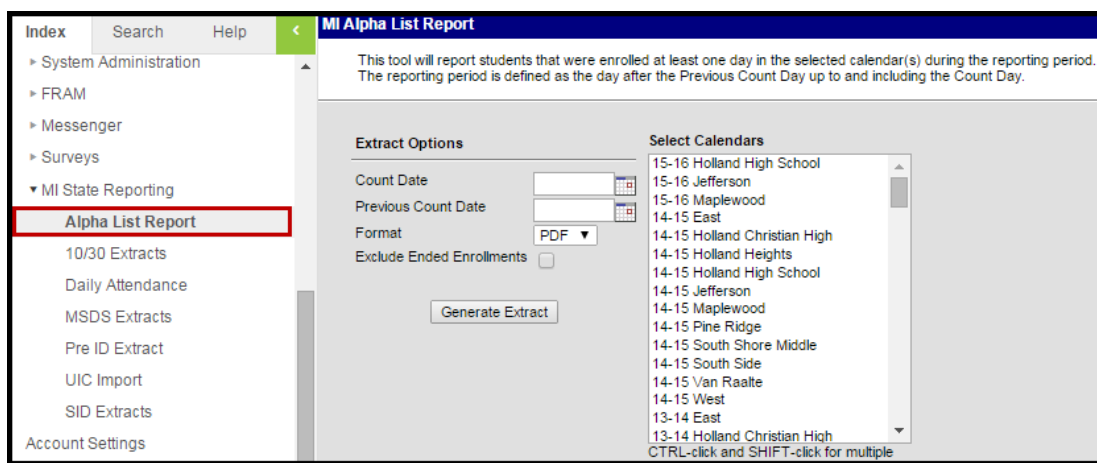 Index Search Help <
System Administration
FRAM
Messenger
Surveys
MI State Reporting
Alpha List Report
10/30 Extracts
Daily Attendance
MSDS Extracts
Pre ID Extract
UIC Import
SID Extracts
Account Settings
MI Alpha List Report
This tool will report students that were enrolled at least one day in the selected calendar(s) during the reporting period.
The reporting period is defined as the day after the Previous Count Day up to and including the Count Day.
Extract Options
Count Date
Previous Count Date
Format PDF ▼
Exclude Ended Enrollments
Generate Extract
Select Calendars
15-16 Holland High School
15-16 Jefferson
15-16 Maplewood
14-15 East
14-15 Holland Christian High
14-15 Holland Heights
14-15 Holland High School
14-15 Jefferson
14-15 Maplewood
14-15 Pine Ridge
14-15 South Shore Middle
14-15 South Side
14-15 Van Raalte
14-15 West
13-14 East
13-14 Holland Christian High
CTRL-click and SHIFT-click for multiple